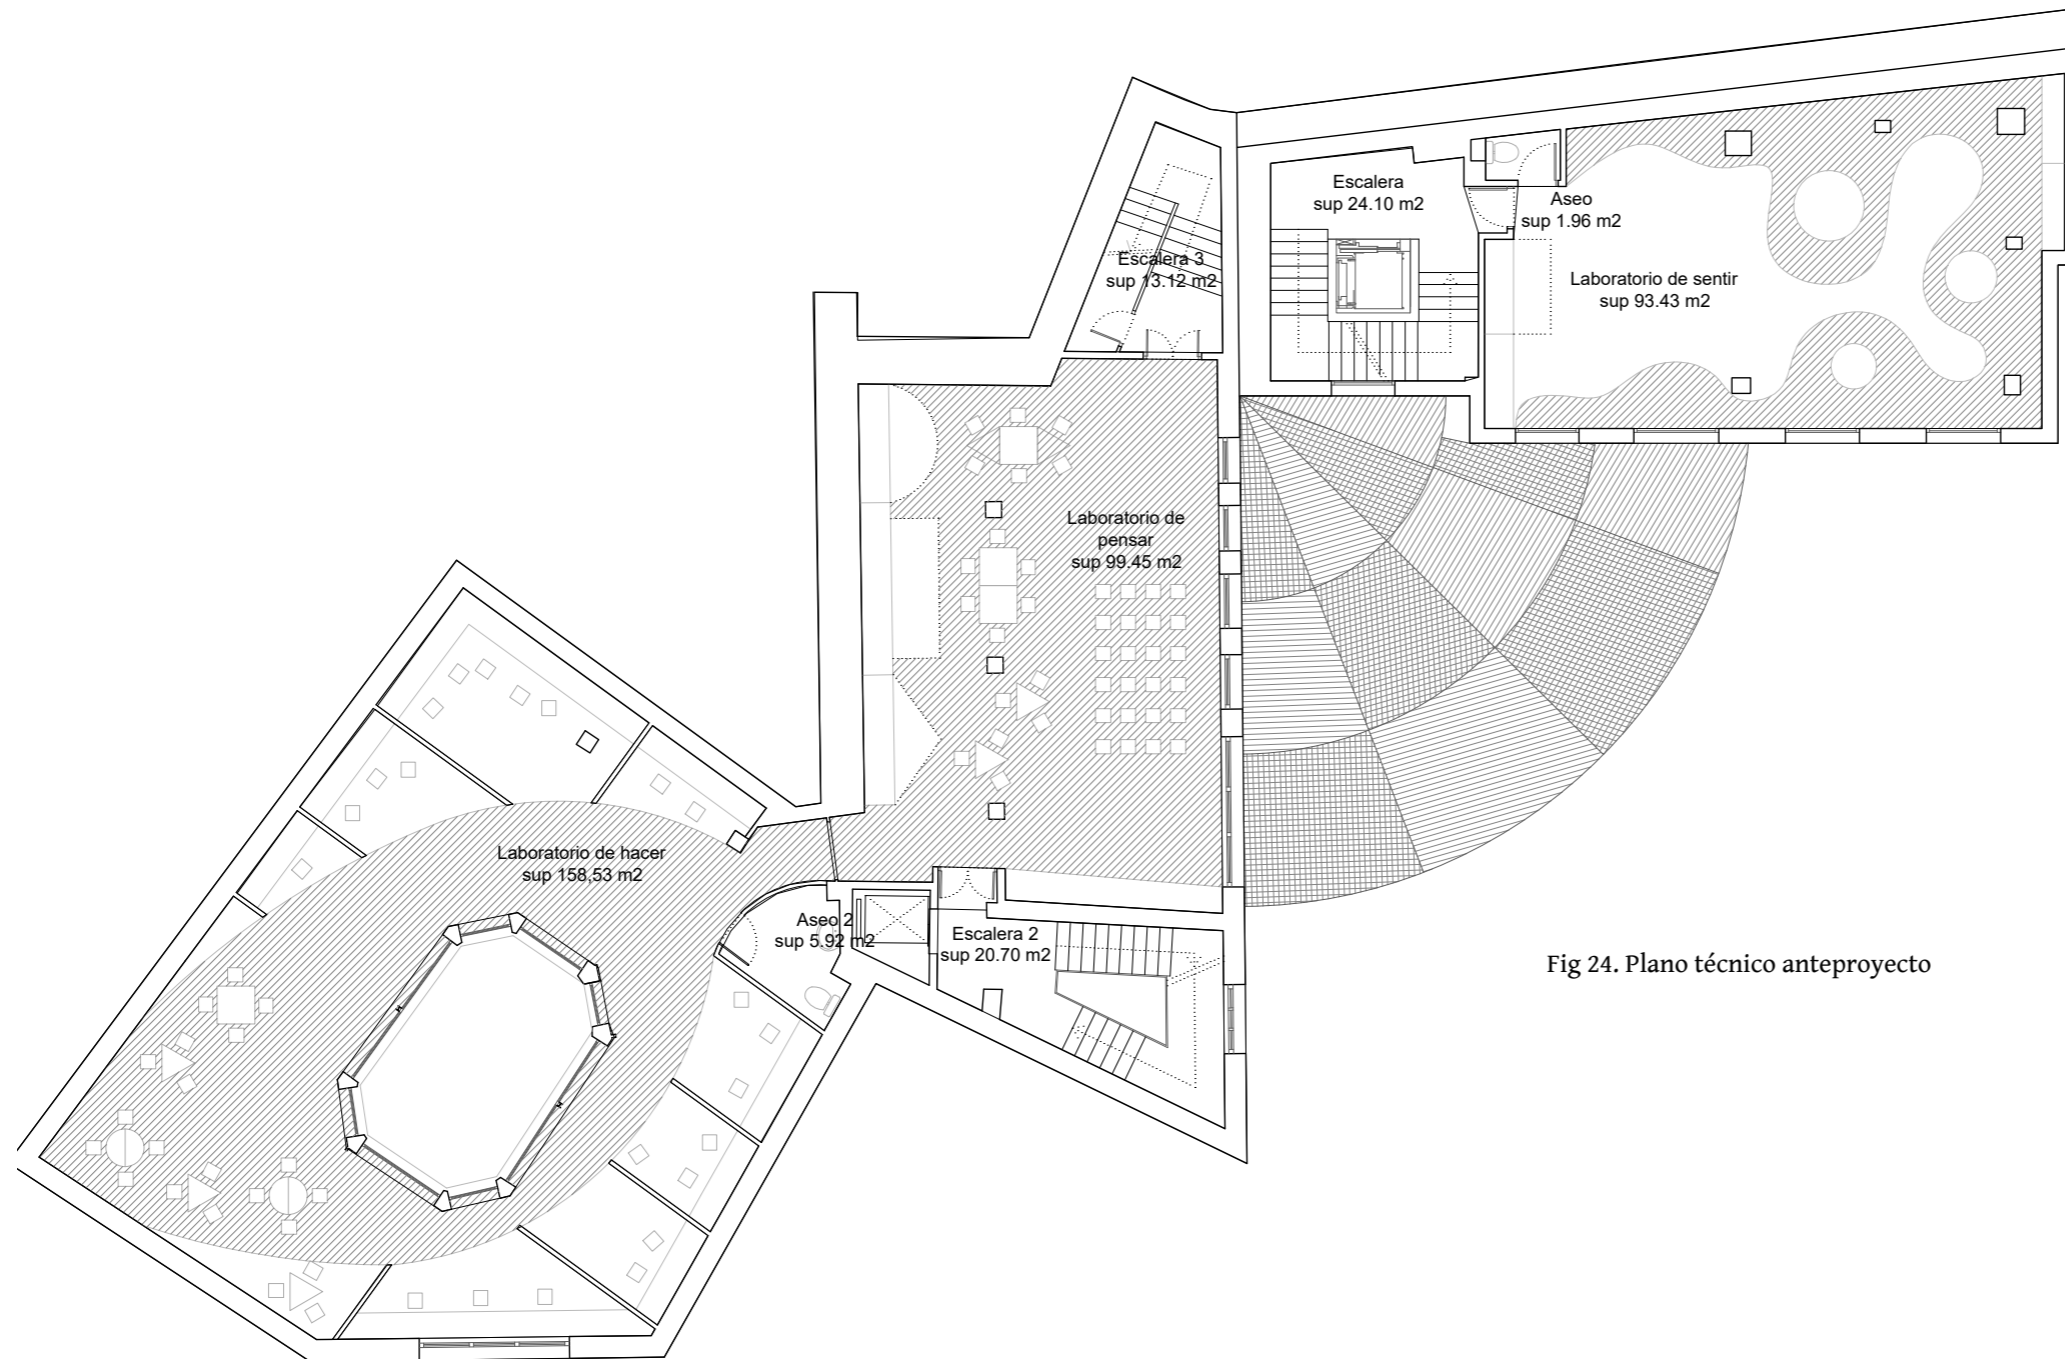 Escalera
sup 24.10 m2
Aseo
sup 1.96 m2
Escalera 3
sup 13.12 m2
Laboratorio de sentir
sup 93.43 m2
Laboratorio de
pensar
sup 99.45 m2
Laboratorio de hacer
sup 158,53 m2
Aseo 2
sup 5.92 m2
Escalera 2
sup 20.70 m2
Fig 24. Plano técnico anteproyecto